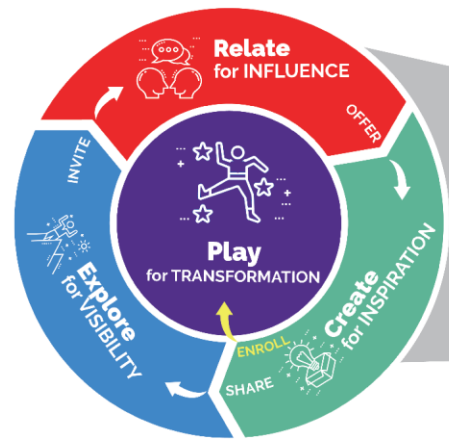 Relate
for INFLUENCE
OFFER
Create
for INSPIRATION
SHARE
Explore
for VISIBILITY
INVITE
Play
for TRANSFORMATION
ENROLL